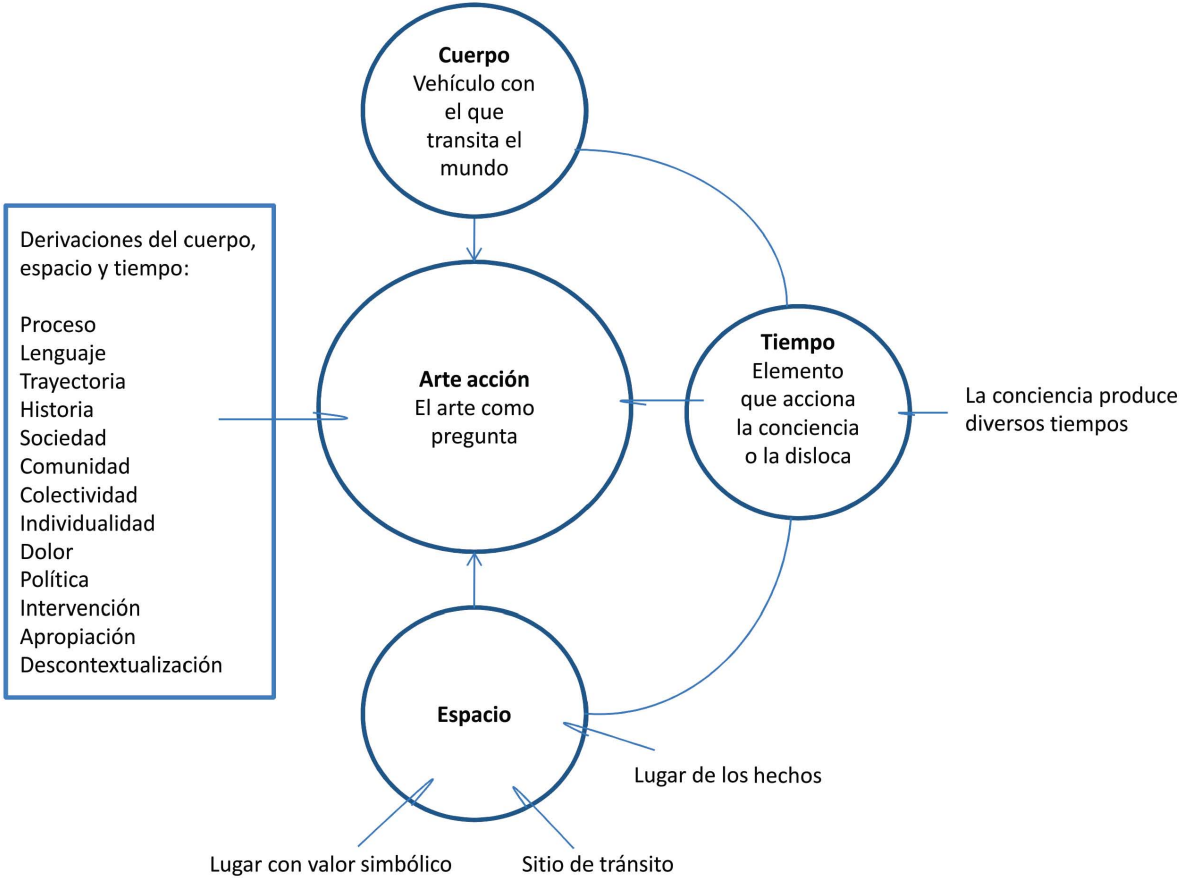 Cuerpo
Vehículo con
el que
transita el
mundo
Derivaciones del cuerpo,
espacio y tiempo:
Proceso
Lenguaje
Trayectoria
Historia
Sociedad
Comunidad
Colectividad
Individualidad
Dolor
Política
Intervención
Apropiación
Descontextualización
Arte acción
El arte como
pregunta
Tiempo
Elemento
que acciona
la conciencia
o la disloca
La conciencia produce
diversos tiempos
Espacio
Lugar de los hechos
Lugar con valor simbólico
Sitio de tránsito